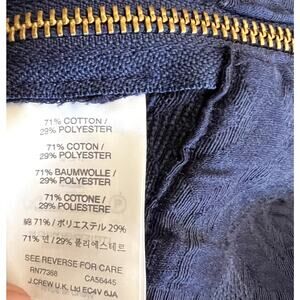 71% COTTON /
29% POLYESTER
71% COTON /
29% POLYESTER
71% BAUMWOLLE /
29% POLYESTER
71% COTONE /
29% POLIESTERE
綿 71% / ポリエステル 29%
71% 면 / 29% 폴리에스테르
SEE REVERSE FOR CARE
RN77388 CA56445
J.CREW U.K. Ltd EC4V 6JA